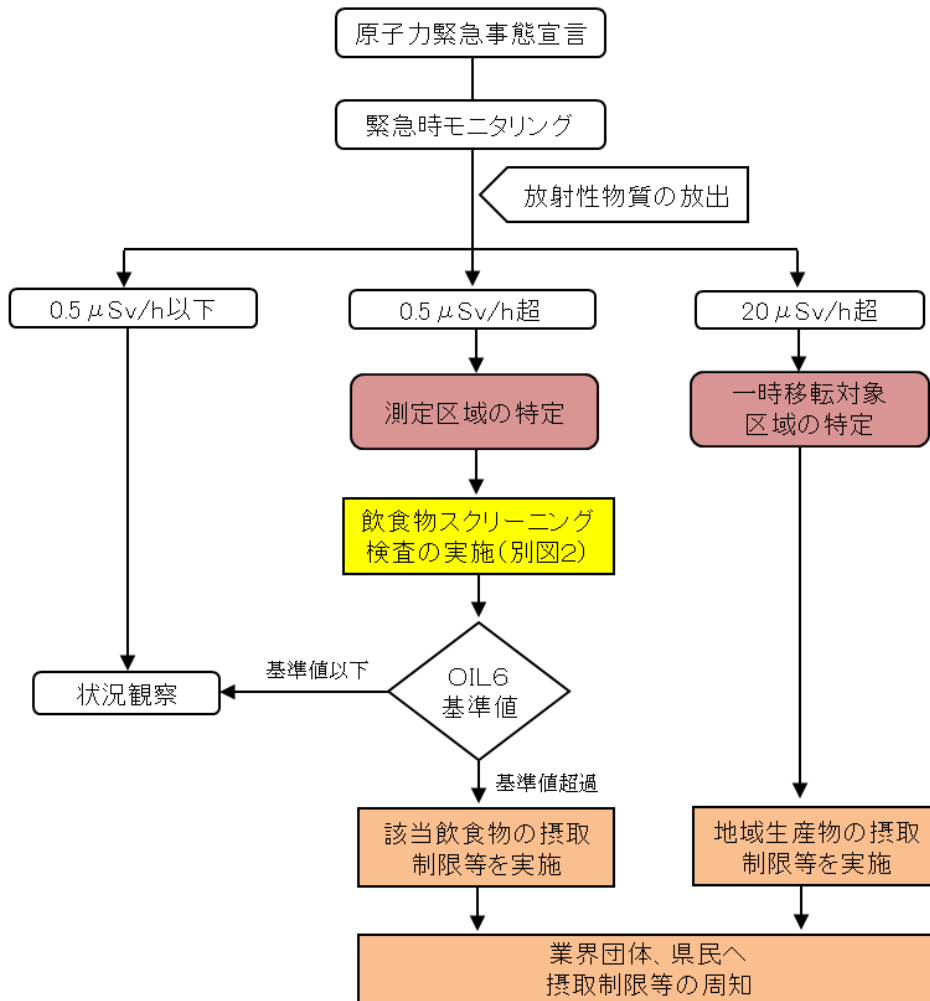 原子力緊急事態宣言
緊急時モニタリング
放射性物質の放出
0.5μSv/h以下
0.5μSv/h超
20μSv/h超
測定区域の特定
一時移転対象
区域の特定
飲食物スクリーニング
検査の実施(別図2)
基準値以下
OIL6
基準値
状況観察
基準値超過
該当飲食物の摂取
制限等を実施
地域生産物の摂取
制限等を実施
業界団体、県民へ
摂取制限等の周知